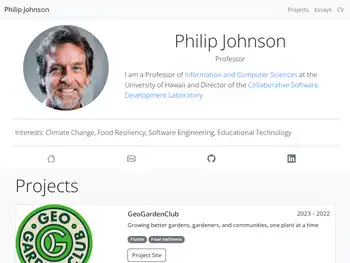 Philip Johnson
Projects Essays CV
Philip Johnson
Professor
I am a Professor of Information and Computer Sciences at the
University of Hawaii and Director of the Collaborative Software
Development Laboratory
Interests: Climate Change, Food Resiliency, Software Engineering, Educational Technology
Projects
GEO
GeoGardenClub
2023 - 2022
Growing better gardens, gardeners, and communities, one plant at a time
Flutter Food resilience
Project Site